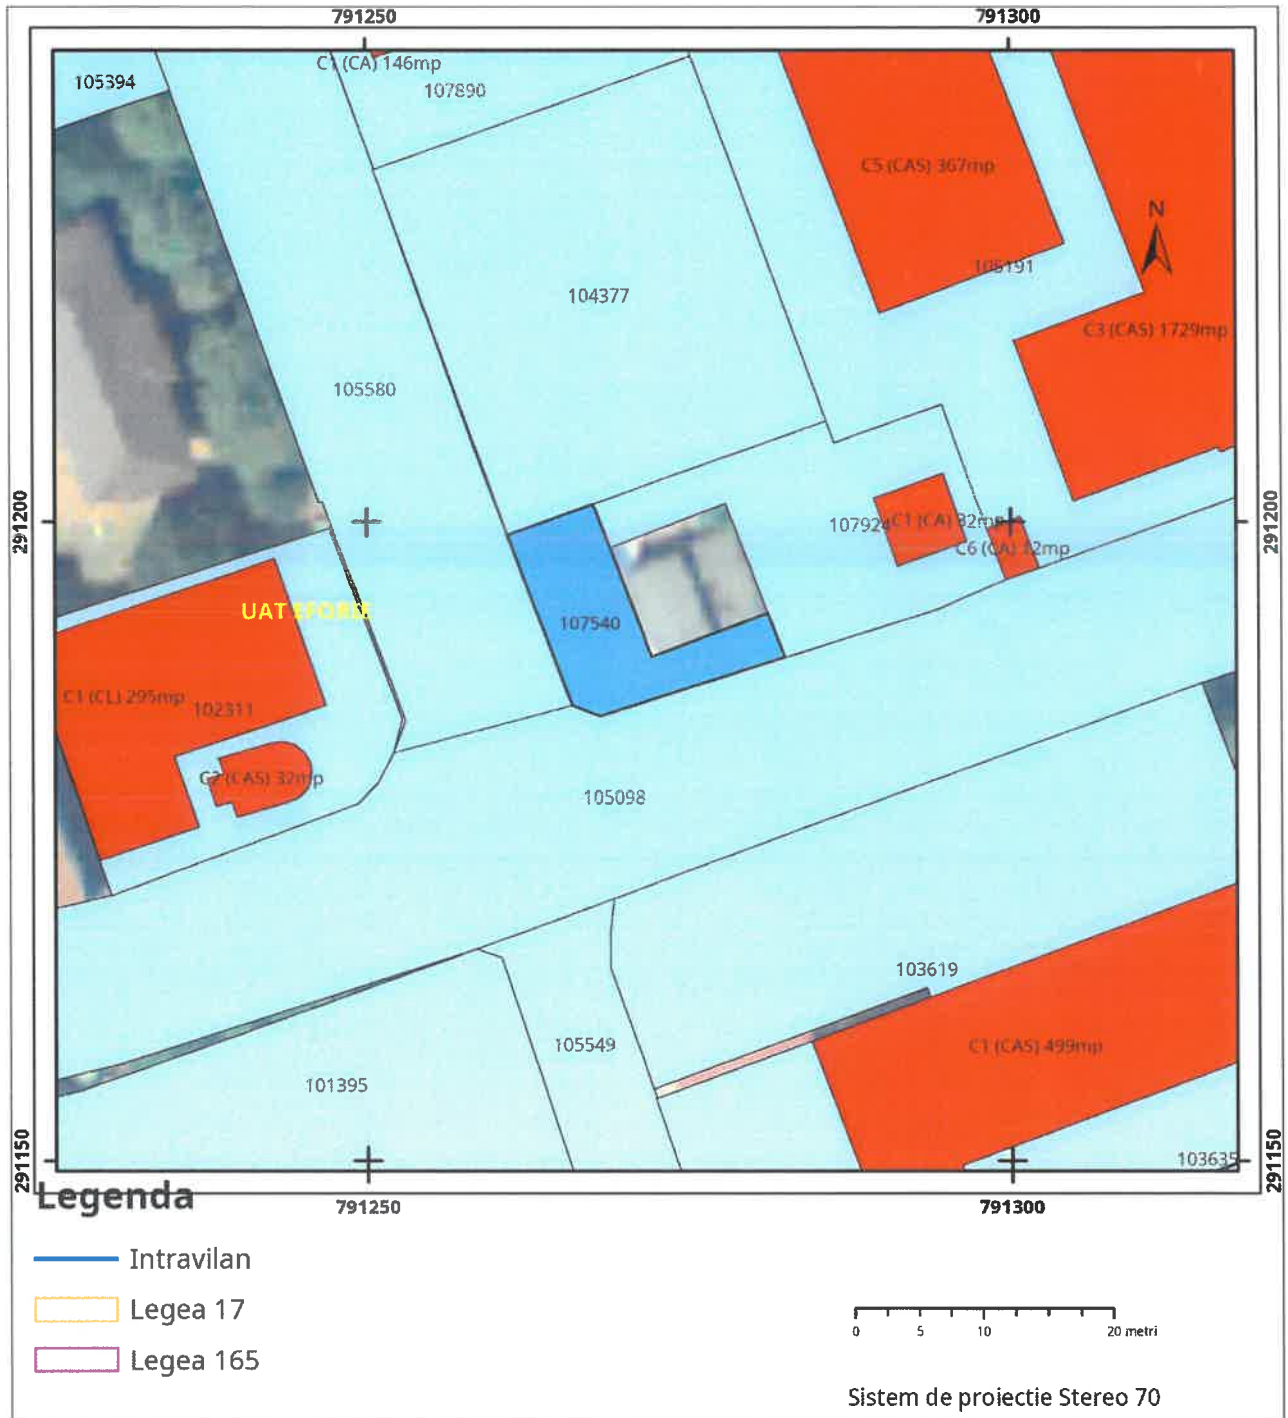 791250 791300
C1 (CA) 146mp
105394
107890
C5 (CAS) 367mp
N
105191
104377
C3 (CAS) 1729mp
105580
291200 291200
107924 C1 (CA) 32mp
C6 (CA) 12mp
UAT EFORIE
107540
C1 (CL) 295mp
102311
C2 (CAS) 32mp
105098
103619
105549
C1 (CAS) 499mp
101395
291150 291150
103635
791250 791300
Legenda
Intravilan
Legea 17
Legea 165
0 5 10 20 metri
Sistem de proiectie Stereo 70